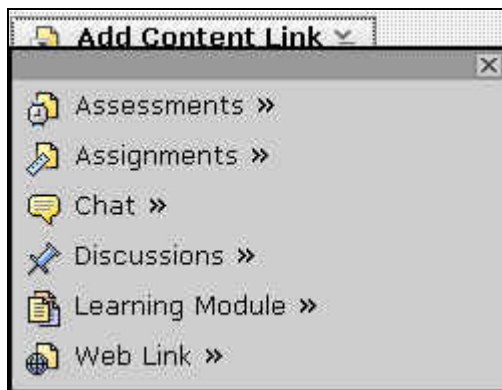 Add Content Link
Assessments »
Assignments »
Chat »
Discussions »
Learning Module »
Web Link »